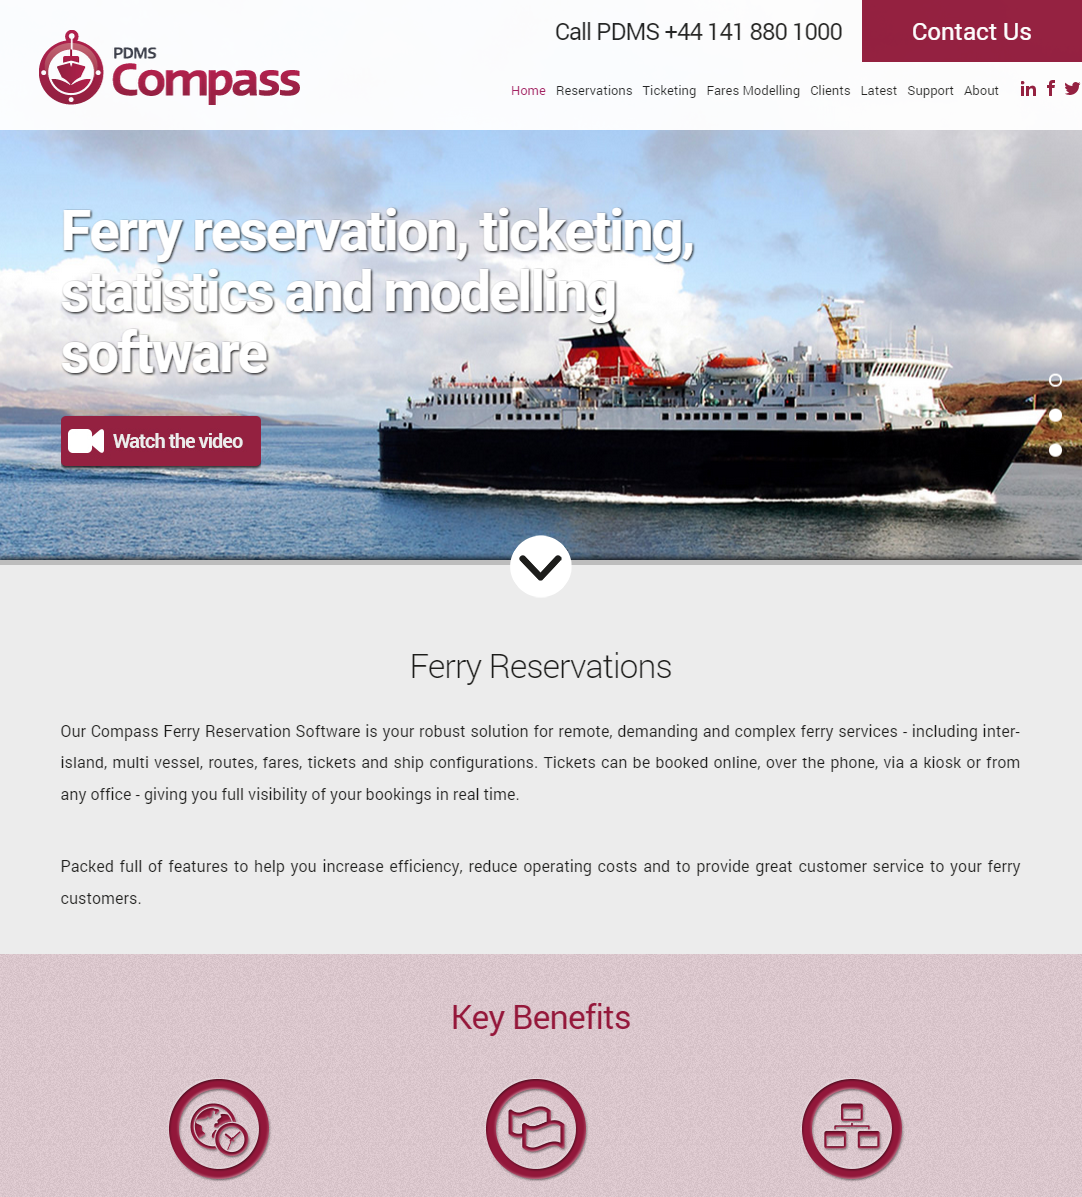 PDMS
Compass
Call PDMS +44 141 880 1000
Contact Us
Home Reservations Ticketing Fares Modelling Clients Latest Support About
Ferry reservation, ticketing,
statistics and modelling
software
Watch the video
Ferry Reservations
Our Compass Ferry Reservation Software is your robust solution for remote, demanding and complex ferry services - including inter-
island, multi vessel, routes, fares, tickets and ship configurations. Tickets can be booked online, over the phone, via a kiosk or from
any office - giving you full visibility of your bookings in real time.
Packed full of features to help you increase efficiency, reduce operating costs and to provide great customer service to your ferry
customers.
Key Benefits